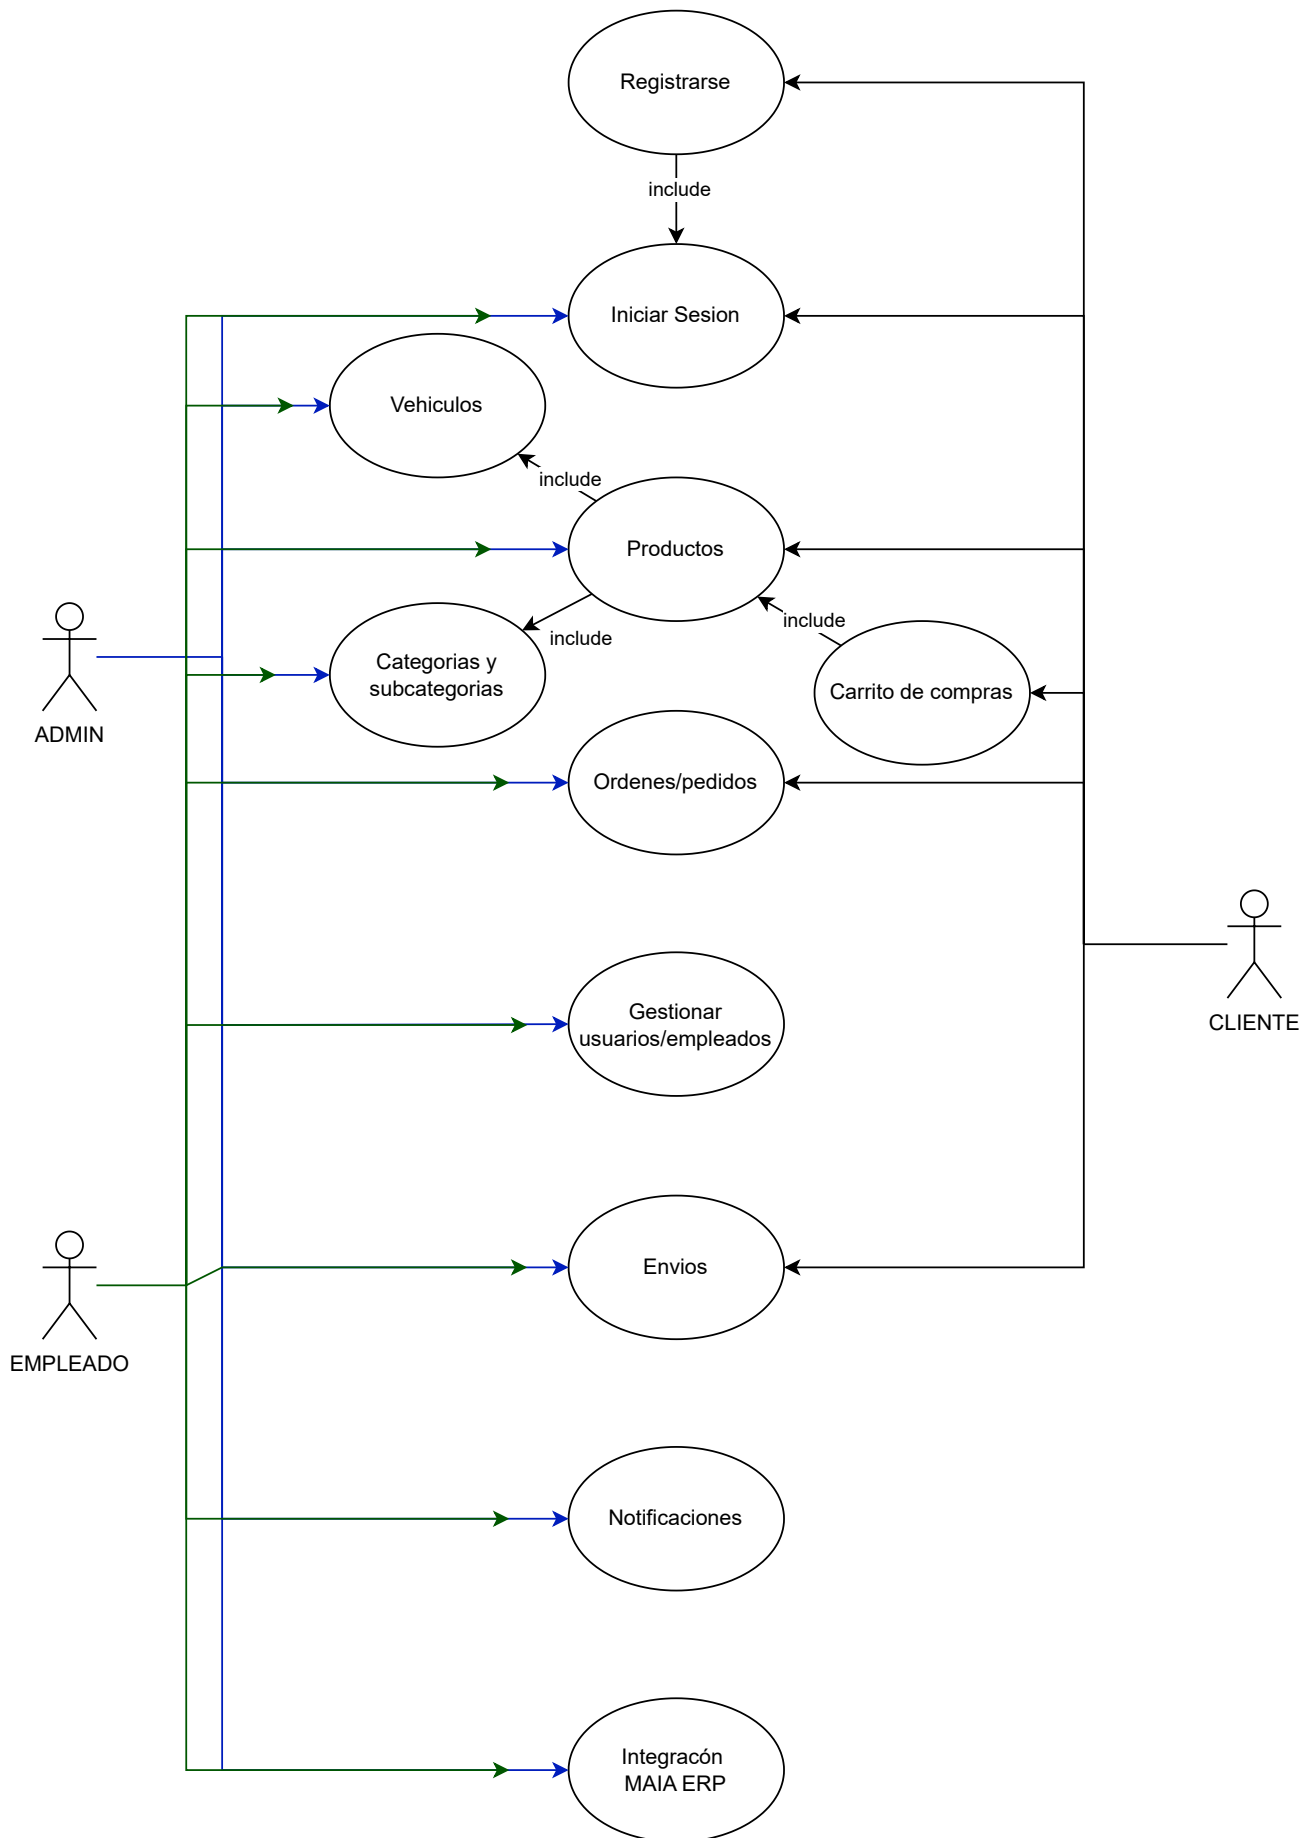 Registrarse
include
Iniciar Sesion
Vehiculos
include
Productos
include
include
Categorias y
subcategorias
Carrito de compras
ADMIN
Ordenes/pedidos
Gestionar
usuarios/empleados
CLIENTE
Envios
EMPLEADO
Notificaciones
Integracón
MAIA ERP